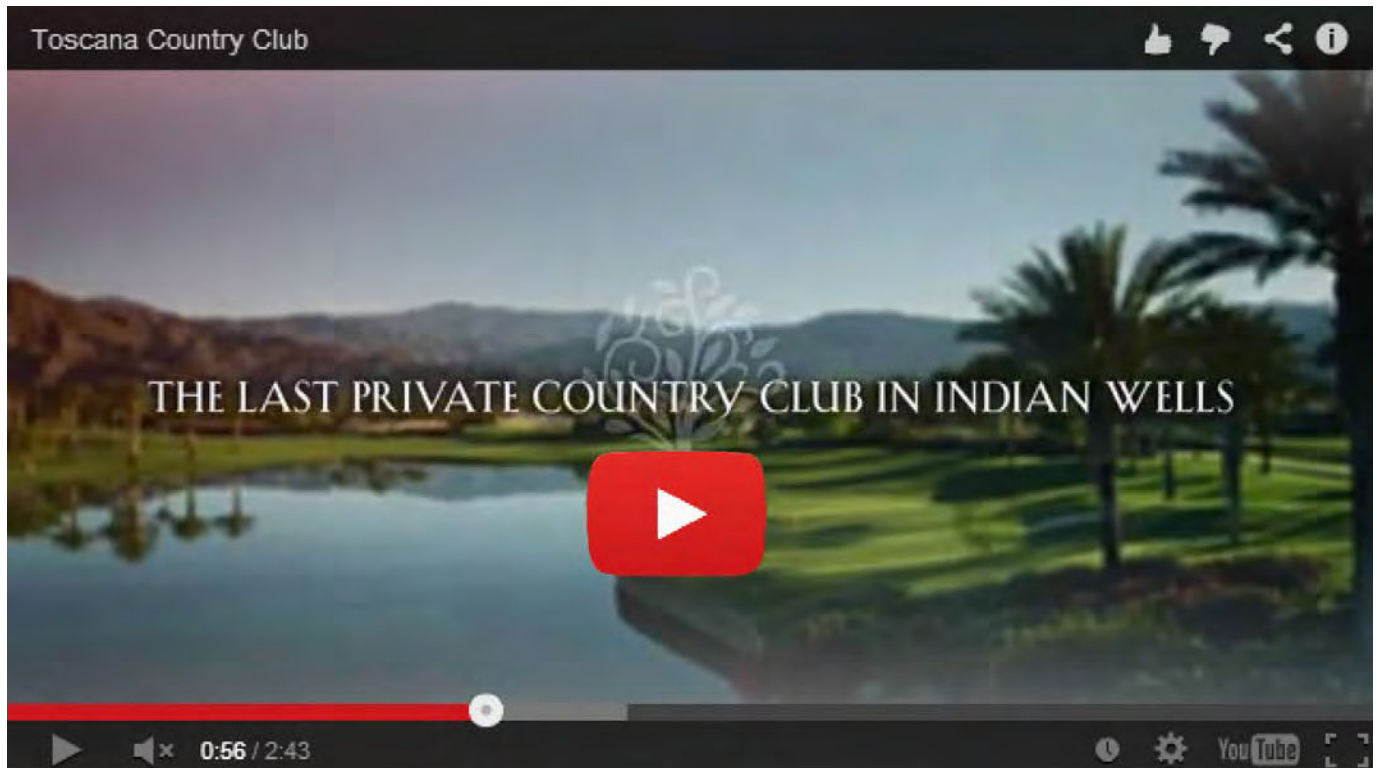 Toscana Country Club
THE LAST PRIVATE COUNTRY CLUB IN INDIAN WELLS
0:56 / 2:43
YouTube